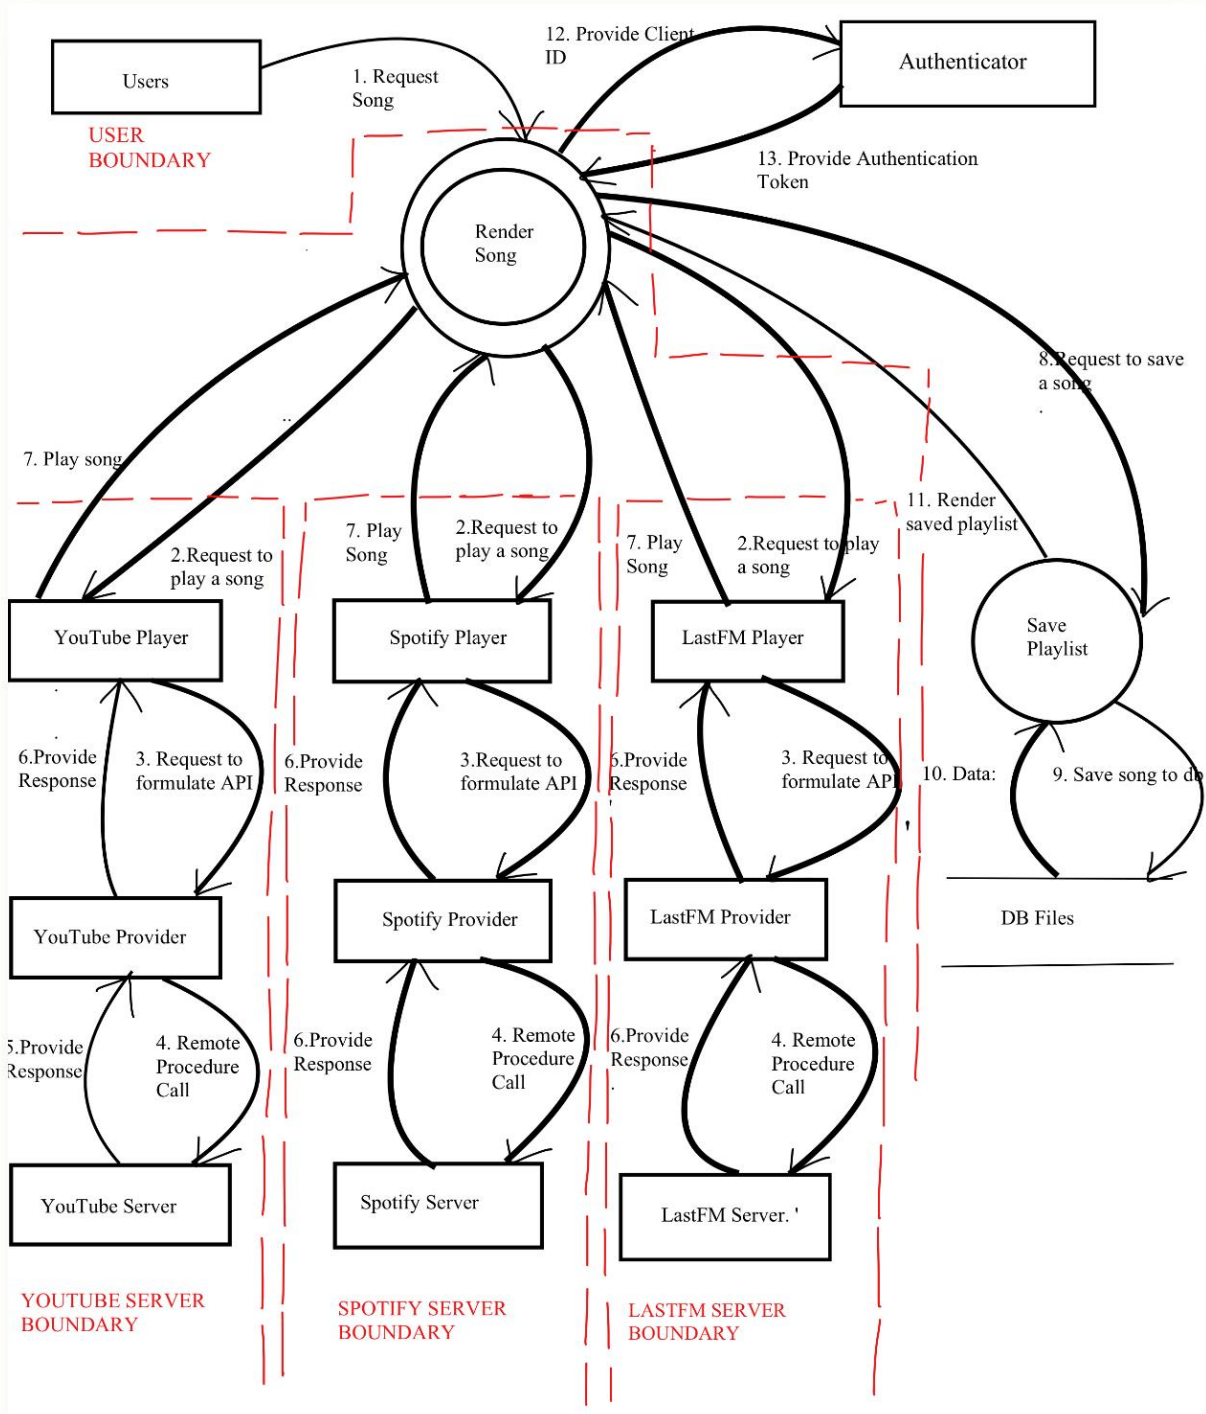 12. Provide Client
ID
Authenticator
Users
1. Request
Song
USER
BOUNDARY
13. Provide Authentication
Token
Render
Song
8.Request to save
a song
.
7. Play song
11. Render
saved playlist
2.Request to
play a song
7. Play
Song
2.Request to
play a song
7. Play
Song
2.Request to play
a song
YouTube Player
Spotify Player
LastFM Player
Save
Playlist
6.Provide
Response
3. Request to
formulate API
6.Provide
Response
3.Request to
formulate API
6.Provide
Response
3. Request to
formulate API
10. Data:
9. Save song to db
YouTube Provider
Spotify Provider
LastFM Provider
DB Files
5.Provide
Response
4. Remote
Procedure
Call
6.Provide
Response
4. Remote
Procedure
Call
6.Provide
Response
.
4. Remote
Procedure
Call
YouTube Server
Spotify Server
LastFM Server. '
YOUTUBE SERVER
BOUNDARY
SPOTIFY SERVER
BOUNDARY
LASTFM SERVER
BOUNDARY